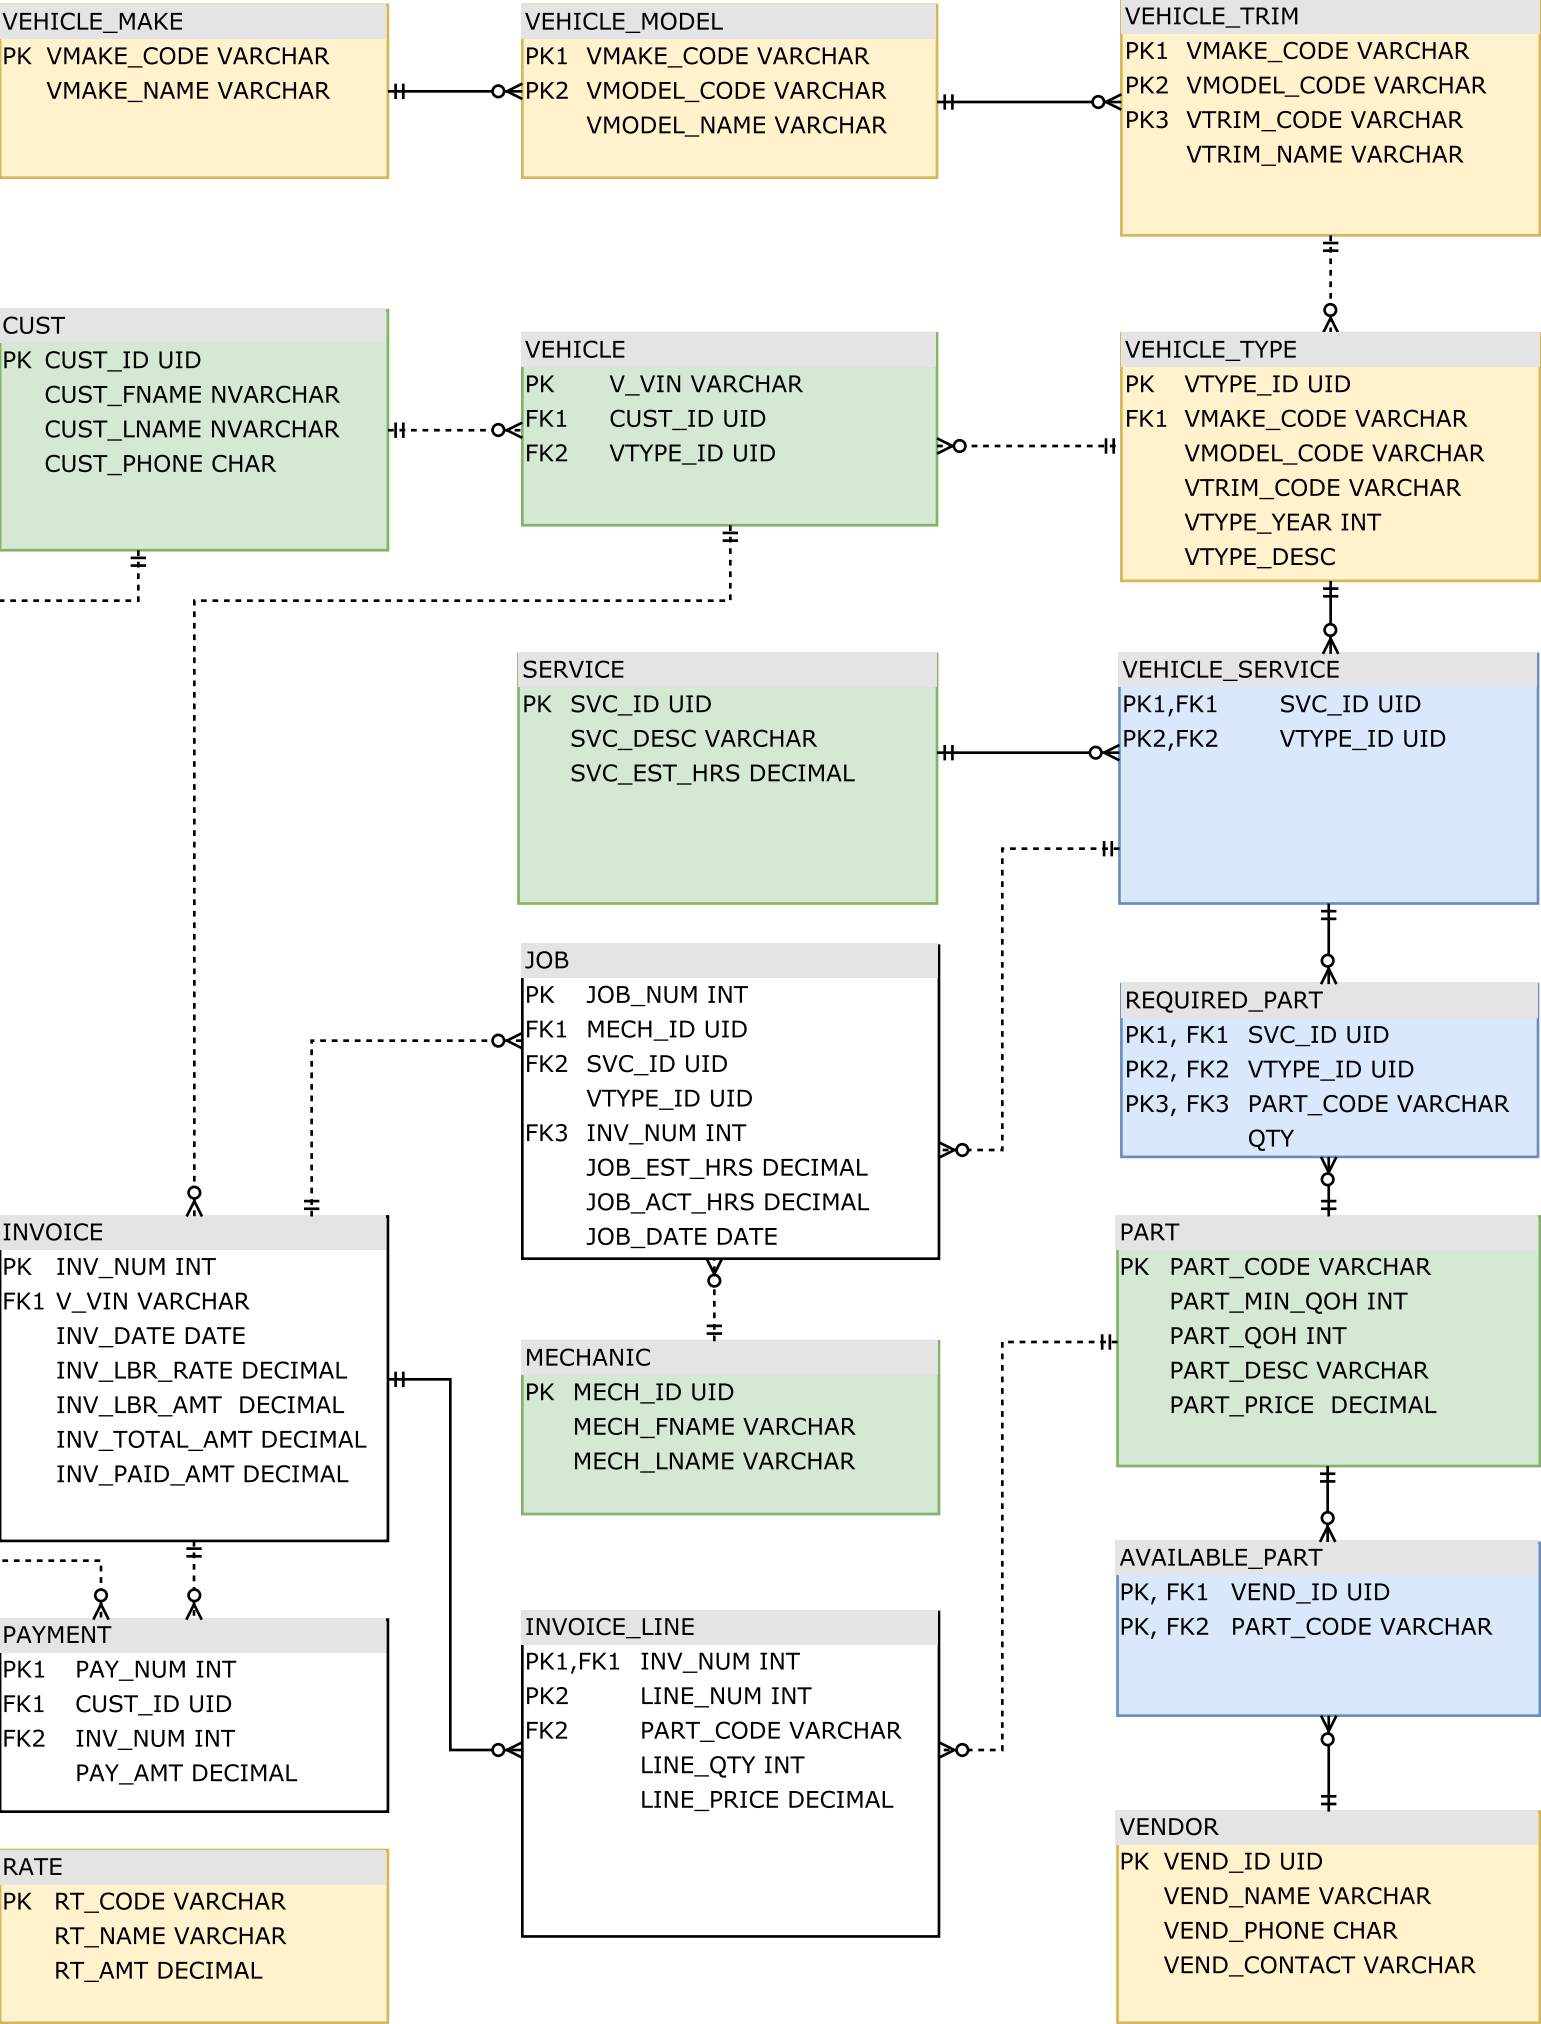 VEHICLE_MAKE
PK VMAKE_CODE VARCHAR
VMAKE_NAME VARCHAR
VEHICLE_MODEL
PK1 VMAKE_CODE VARCHAR
PK2 VMODEL_CODE VARCHAR
VMODEL_NAME VARCHAR
VEHICLE_TRIM
PK1 VMAKE_CODE VARCHAR
PK2 VMODEL_CODE VARCHAR
PK3 VTRIM_CODE VARCHAR
VTRIM_NAME VARCHAR
CUST
PK CUST_ID UID
CUST_FNAME NVARCHAR
CUST_LNAME NVARCHAR
CUST_PHONE CHAR
VEHICLE
PK V_VIN VARCHAR
FK1 CUST_ID UID
FK2 VTYPE_ID UID
VEHICLE_TYPE
PK VTYPE_ID UID
FK1 VMAKE_CODE VARCHAR
VMODEL_CODE VARCHAR
VTRIM_CODE VARCHAR
VTYPE_YEAR INT
VTYPE_DESC
SERVICE
PK SVC_ID UID
SVC_DESC VARCHAR
SVC_EST_HRS DECIMAL
VEHICLE_SERVICE
PK1,FK1 SVC_ID UID
PK2,FK2 VTYPE_ID UID
JOB
PK JOB_NUM INT
FK1 MECH_ID UID
FK2 SVC_ID UID
VTYPE_ID UID
FK3 INV_NUM INT
JOB_EST_HRS DECIMAL
JOB_ACT_HRS DECIMAL
JOB_DATE DATE
REQUIRED_PART
PK1, FK1 SVC_ID UID
PK2, FK2 VTYPE_ID UID
PK3, FK3 PART_CODE VARCHAR
QTY
INVOICE
PK INV_NUM INT
FK1 V_VIN VARCHAR
INV_DATE DATE
INV_LBR_RATE DECIMAL
INV_LBR_AMT DECIMAL
INV_TOTAL_AMT DECIMAL
INV_PAID_AMT DECIMAL
MECHANIC
PK MECH_ID UID
MECH_FNAME VARCHAR
MECH_LNAME VARCHAR
PART
PK PART_CODE VARCHAR
PART_MIN_QOH INT
PART_QOH INT
PART_DESC VARCHAR
PART_PRICE DECIMAL
PAYMENT
PK1 PAY_NUM INT
FK1 CUST_ID UID
FK2 INV_NUM INT
PAY_AMT DECIMAL
INVOICE_LINE
PK1,FK1 INV_NUM INT
PK2 LINE_NUM INT
FK2 PART_CODE VARCHAR
LINE_QTY INT
LINE_PRICE DECIMAL
AVAILABLE_PART
PK, FK1 VEND_ID UID
PK, FK2 PART_CODE VARCHAR
RATE
PK RT_CODE VARCHAR
RT_NAME VARCHAR
RT_AMT DECIMAL
VENDOR
PK VEND_ID UID
VEND_NAME VARCHAR
VEND_PHONE CHAR
VEND_CONTACT VARCHAR